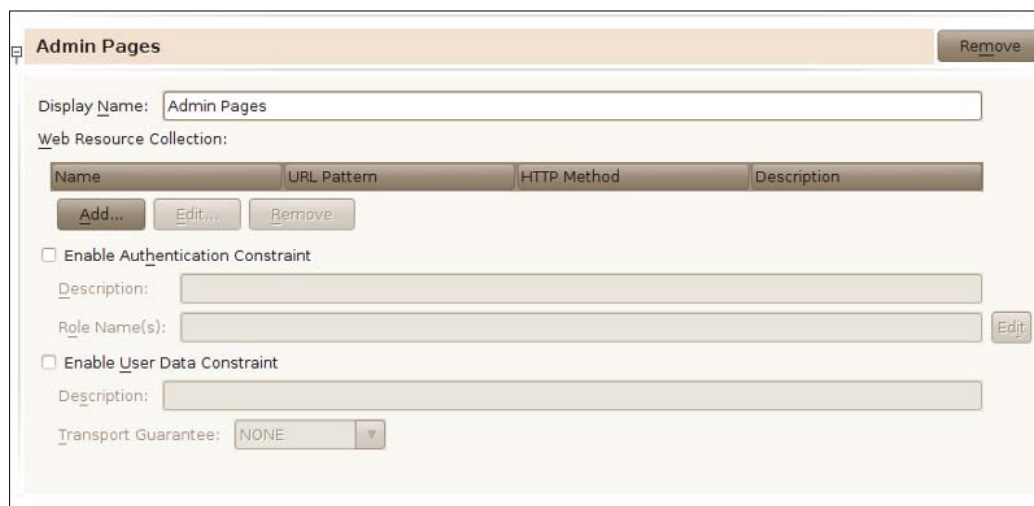 Admin Pages
Remove
Display Name: Admin Pages
Web Resource Collection:
Name URL Pattern HTTP Method Description
Add... Edit... Remove
Enable Authentication Constraint
Description:
Role Name(s): Edit
Enable User Data Constraint
Description:
Transport Guarantee: NONE